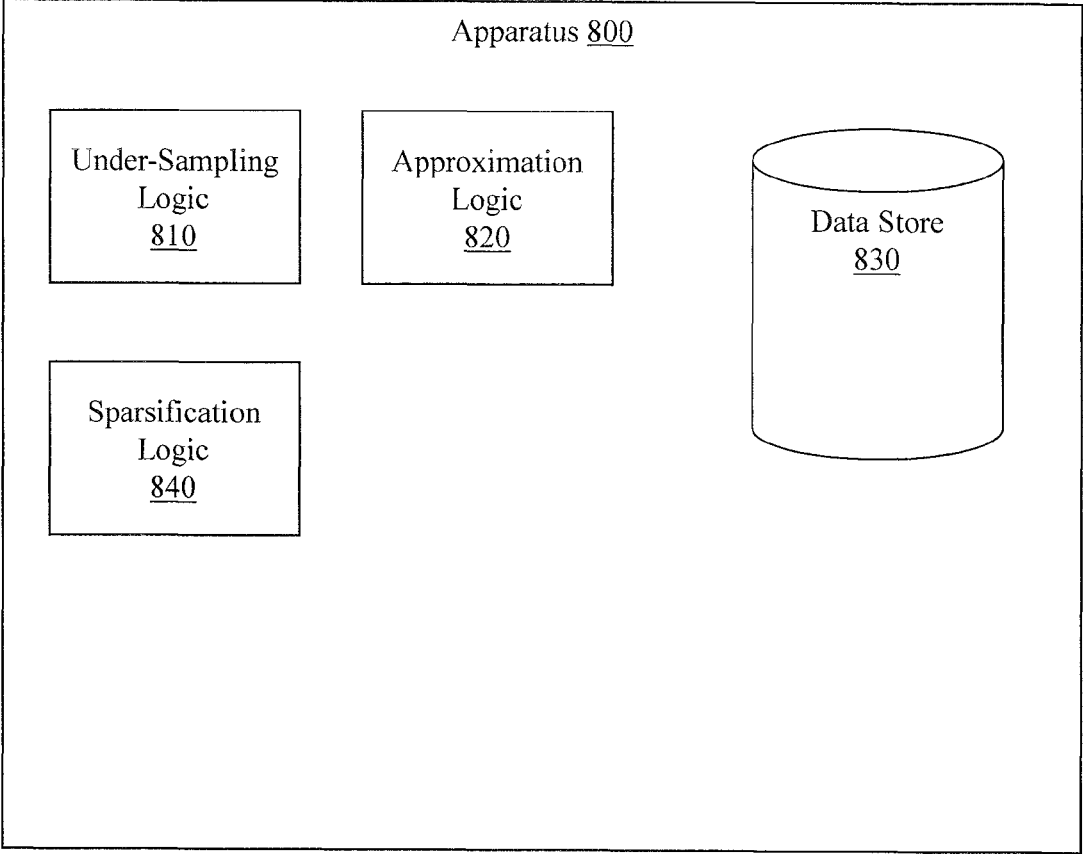 Apparatus 800
Under-Sampling
Logic
810
Approximation
Logic
820
Data Store
830
Sparsification
Logic
840